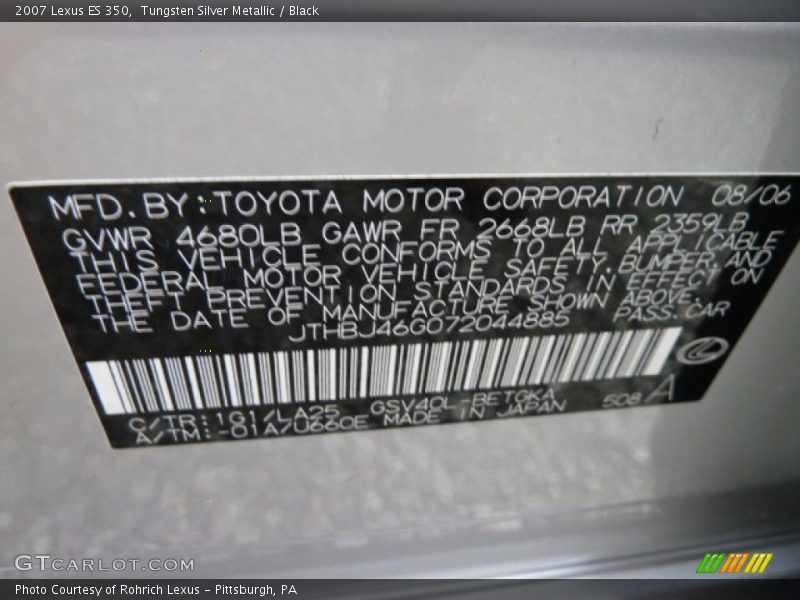 2007 Lexus ES 350, Tungsten Silver Metallic / Black
MFD. BY: TOYOTA MOTOR CORPORATION 08/06
GVWR 4680LB GAWR FR 2668LB RR 2359LB
THIS VEHICLE CONFORMS TO ALL APPLICABLE
FEDERAL MOTOR VEHICLE SAFETY, BUMPER, AND
THEFT PREVENTION STANDARDS IN EFFECT ON
THE DATE OF MANUFACTURE SHOWN ABOVE.
JTHBJ46G072044885 PASS. CAR
C/TR: 1G1/LA25 GSV40L-BETGKA 508 A
A/TM: -01A/U660E MADE IN JAPAN
GTCARLOT.COM
Photo Courtesy of Rohrich Lexus - Pittsburgh, PA